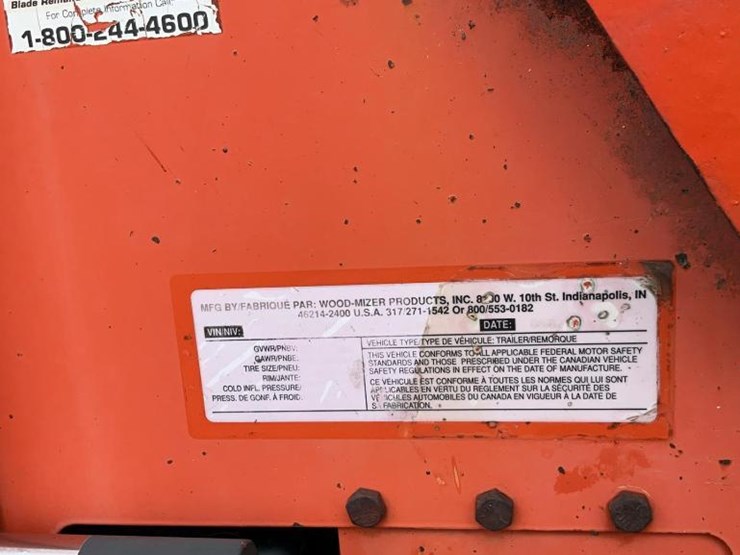 Blade
For Complete Information Call
1-800-244-4600
MFG BY/FABRIQUÉ PAR: WOOD-MIZER PRODUCTS, INC. W. 10th St. Indianapolis, IN
46214-2400 U.S.A. 317/271-1542 Or 800/553-0182
VIN/NIV: DATE:
GVWR/PNBV:
GAWR/PNBE:
TIRE SIZE/PNEU:
RIM/JANTE:
COLD INFL. PRESSURE/
PRESS. DE GONF. À FROID:
VEHICLE TYPE/TYPE DE VÉHICULE: TRAILER/REMORQUE
THIS VEHICLE CONFORMS TO ALL APPLICABLE FEDERAL MOTOR SAFETY
STANDARDS AND THOSE PRESCRIBED UNDER THE CANADIAN VEHICLE
SAFETY REGULATIONS IN EFFECT ON THE DATE OF MANUFACTURE.
CE VEHICULE EST CONFORME À TOUTES LES NORMES QUI LUI SONT
APPLICABLES EN VERTU DU REGLEMENT SUR LA SÉCURITÉ DES
VÉHICULES AUTOMOBILES DU CANADA EN VIGUEUR À LA DATE DE
SA FABRICATION.